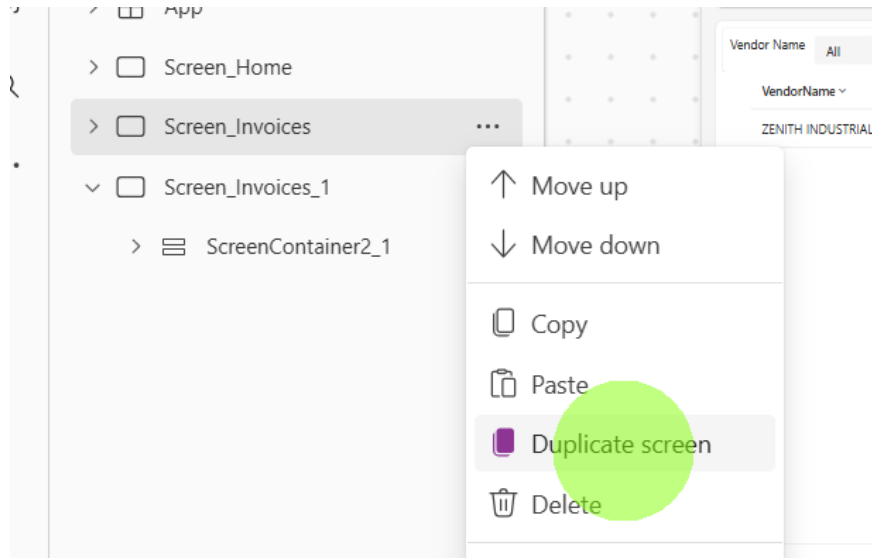 App
Screen_Home
Screen_Invoices
Screen_Invoices_1
ScreenContainer2_1
Move up
Move down
Copy
Paste
Duplicate screen
Delete
Vendor Name All
VendorName
ZENITH INDUSTRIAL